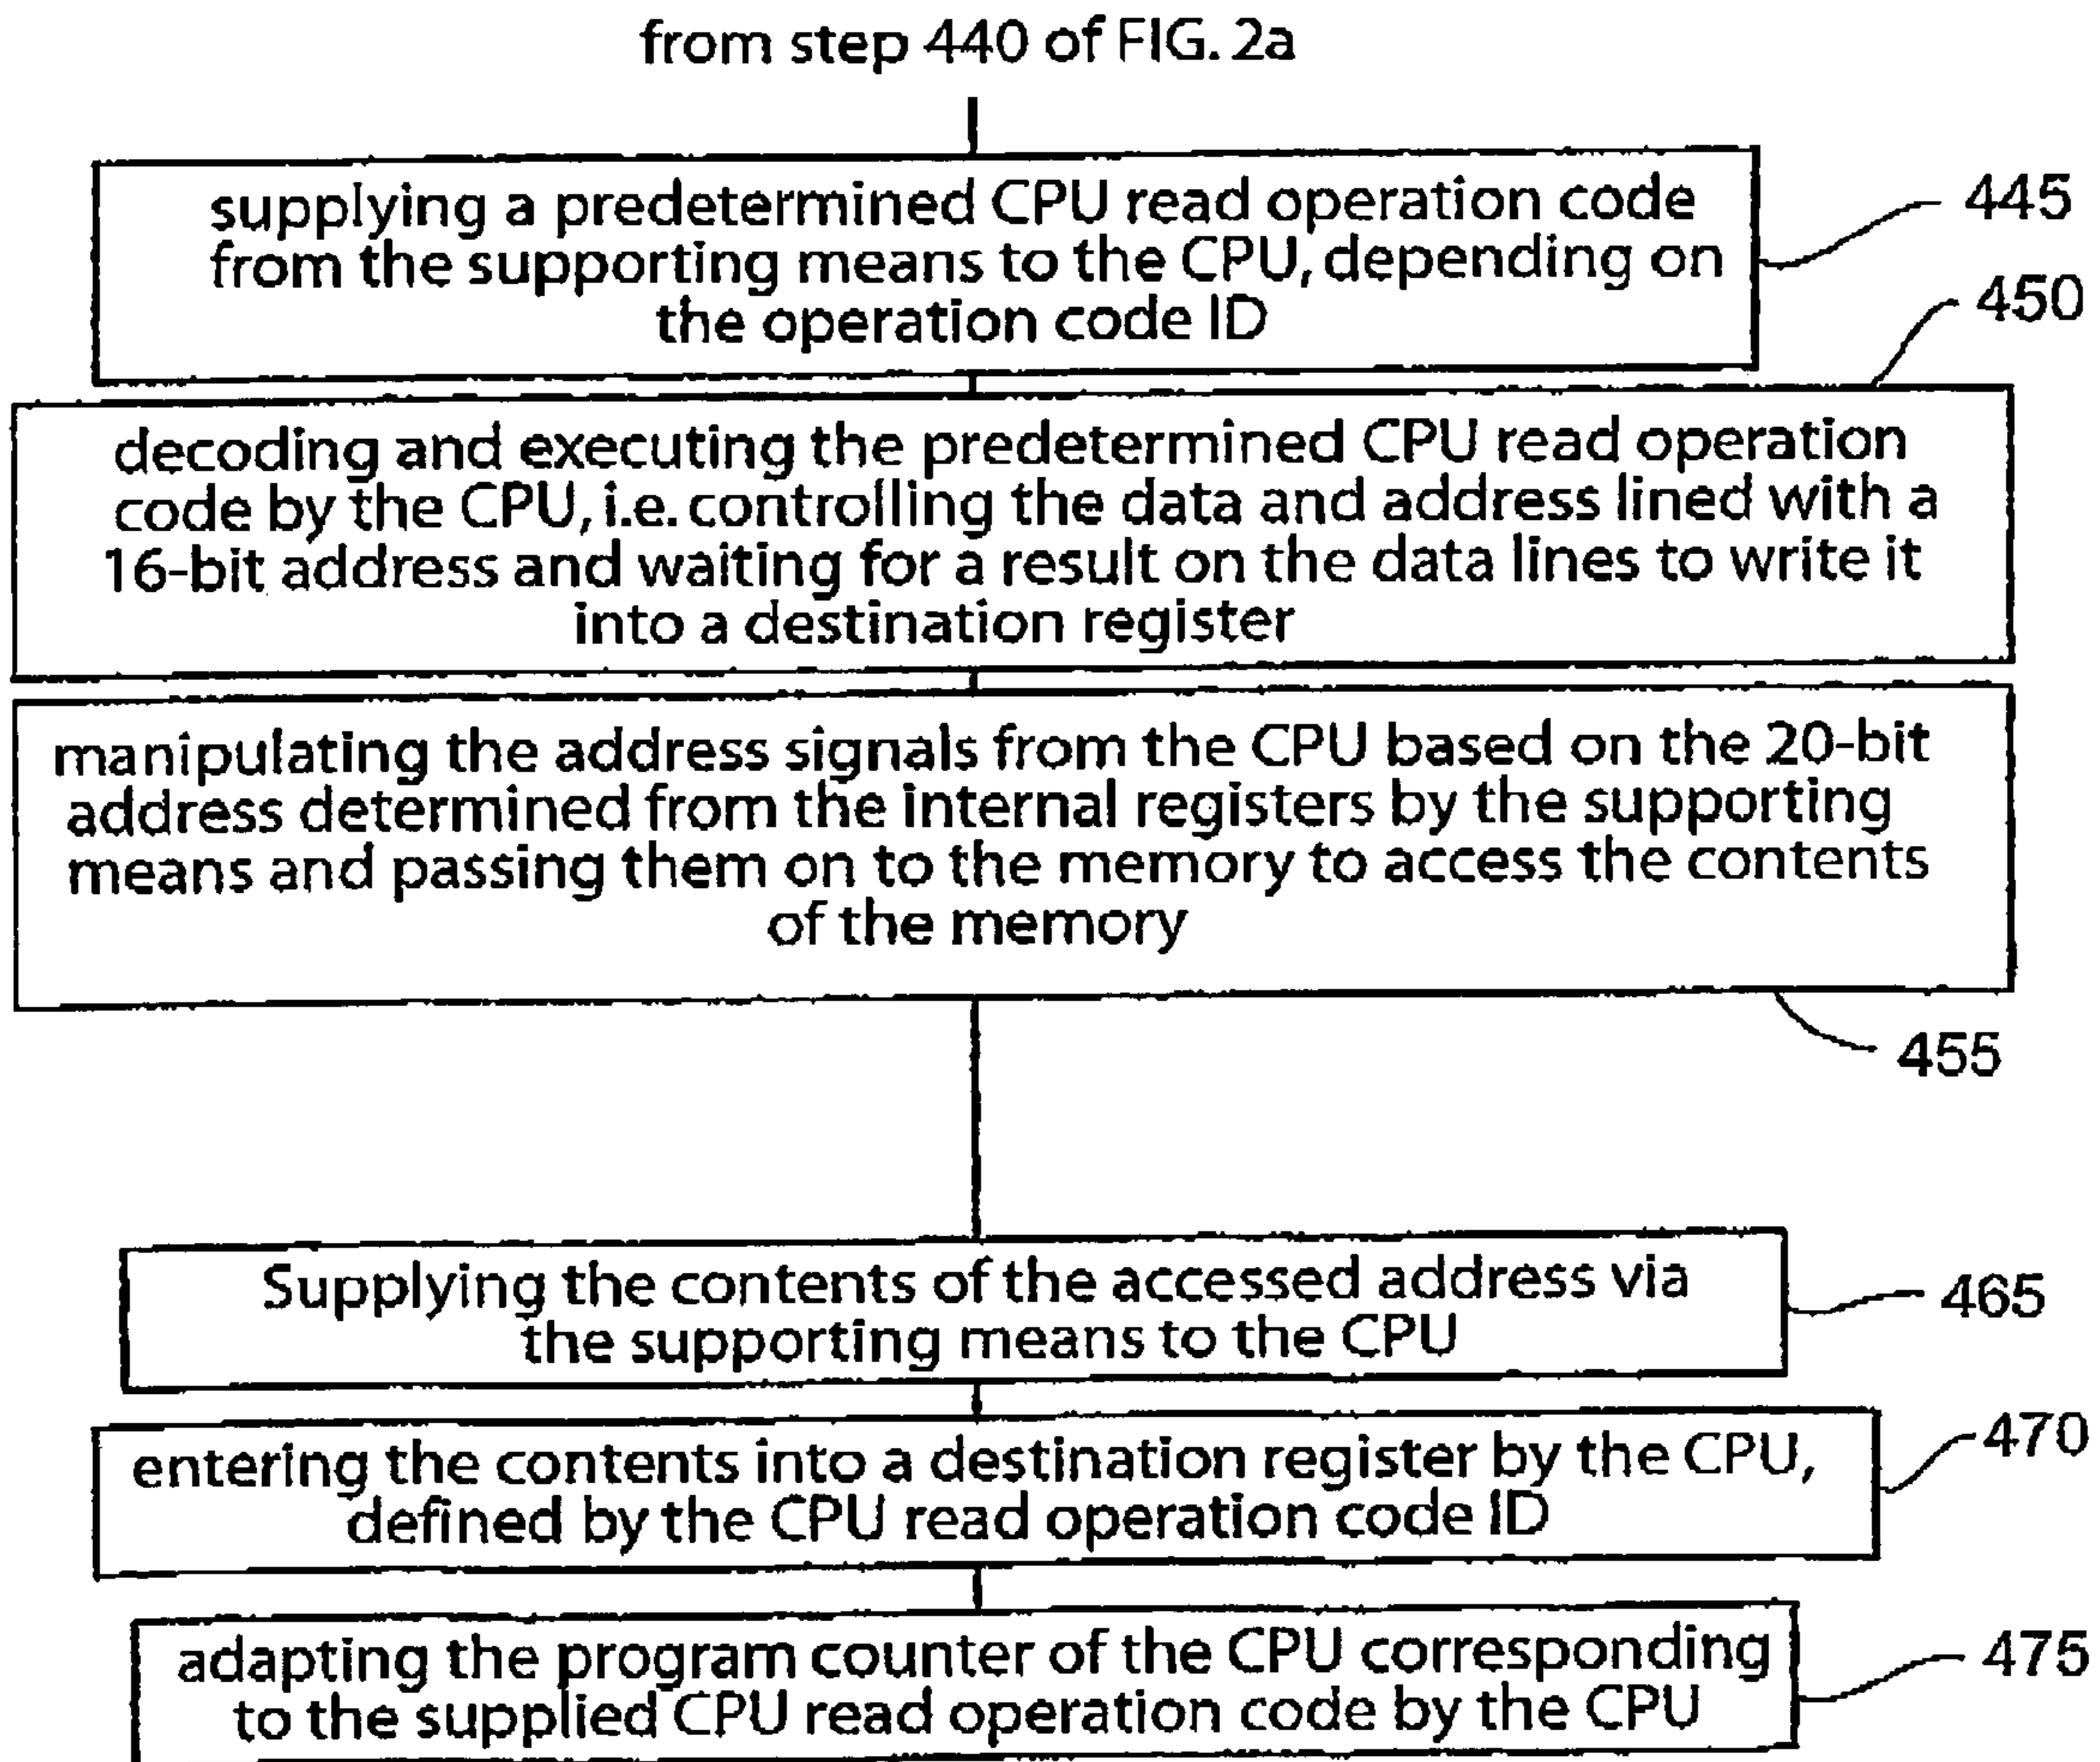 from step 440 of FIG. 2a
supplying a predetermined CPU read operation code
from the supporting means to the CPU, depending on
the operation code ID
445
450
decoding and executing the predetermined CPU read operation
code by the CPU, i.e. controlling the data and address lined with a
16-bit address and waiting for a result on the data lines to write it
into a destination register
manipulating the address signals from the CPU based on the 20-bit
address determined from the internal registers by the supporting
means and passing them on to the memory to access the contents
of the memory
455
Supplying the contents of the accessed address via
the supporting means to the CPU
465
entering the contents into a destination register by the CPU,
defined by the CPU read operation code ID
470
adapting the program counter of the CPU corresponding
to the supplied CPU read operation code by the CPU
475